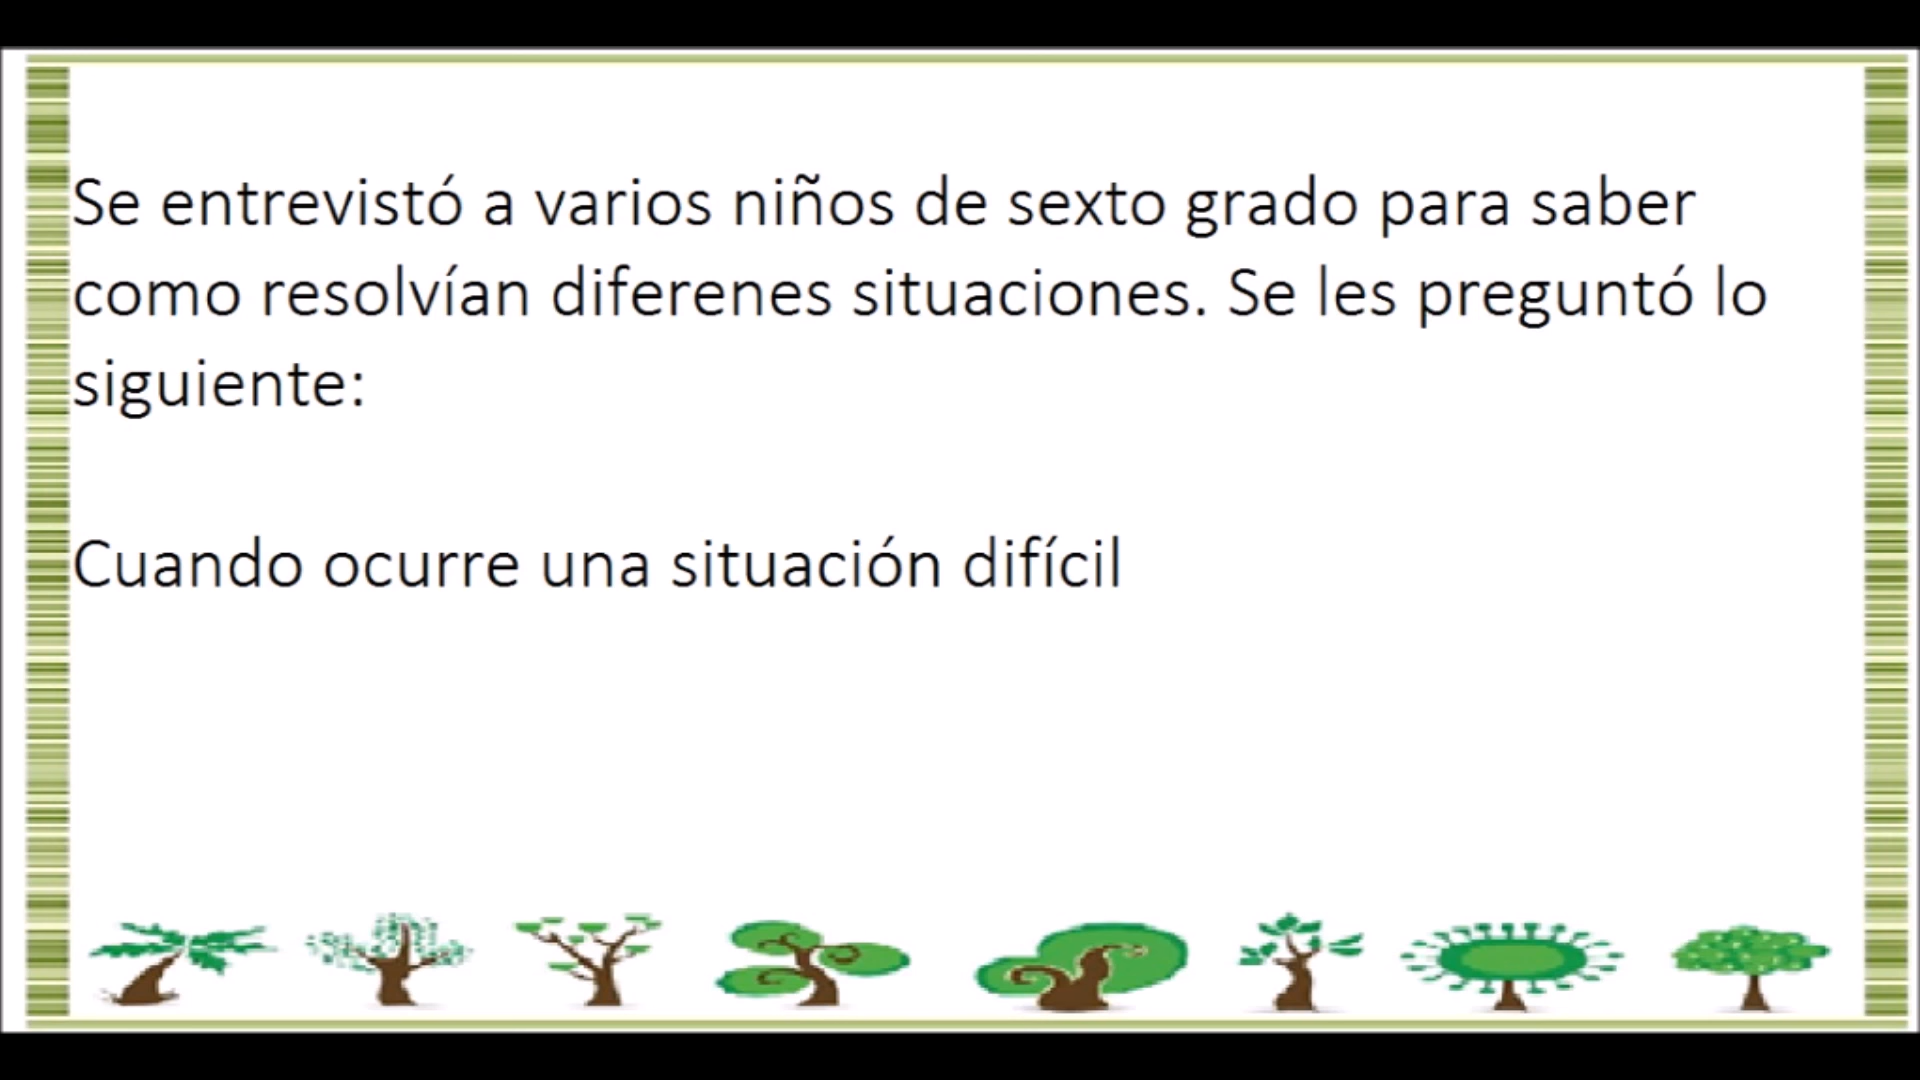 Se entrevistó a varios niños de sexto grado para saber
como resolvían diferenes situaciones. Se les preguntó lo
siguiente:
Cuando ocurre una situación difícil